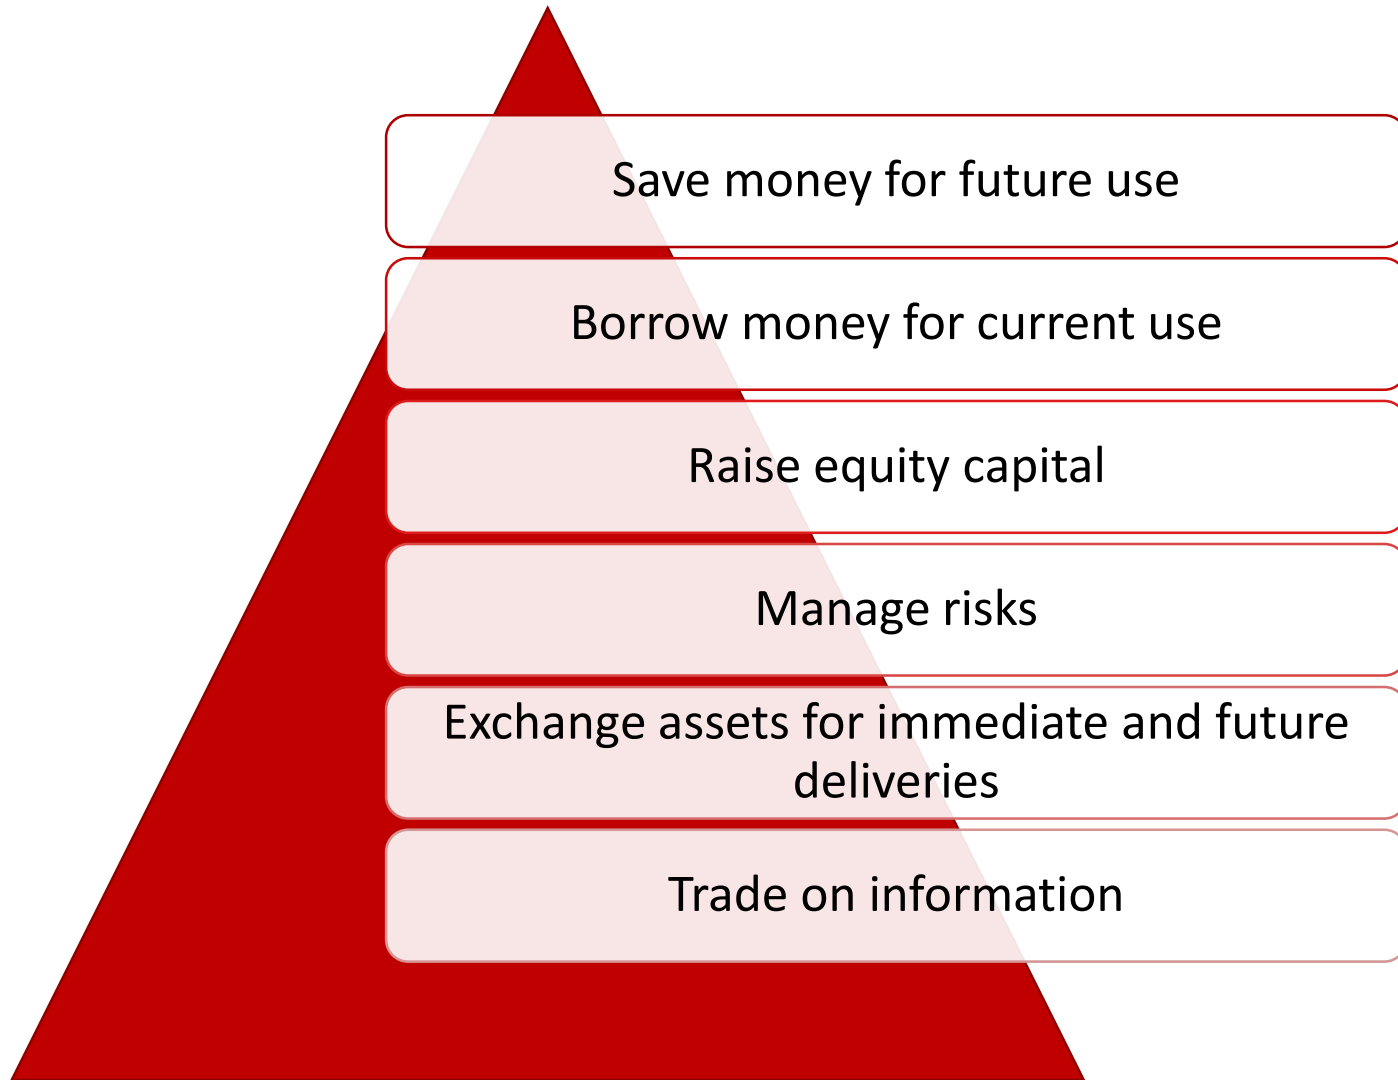 Save money for future use
Borrow money for current use
Raise equity capital
Manage risks
Exchange assets for immediate and future
deliveries
Trade on information